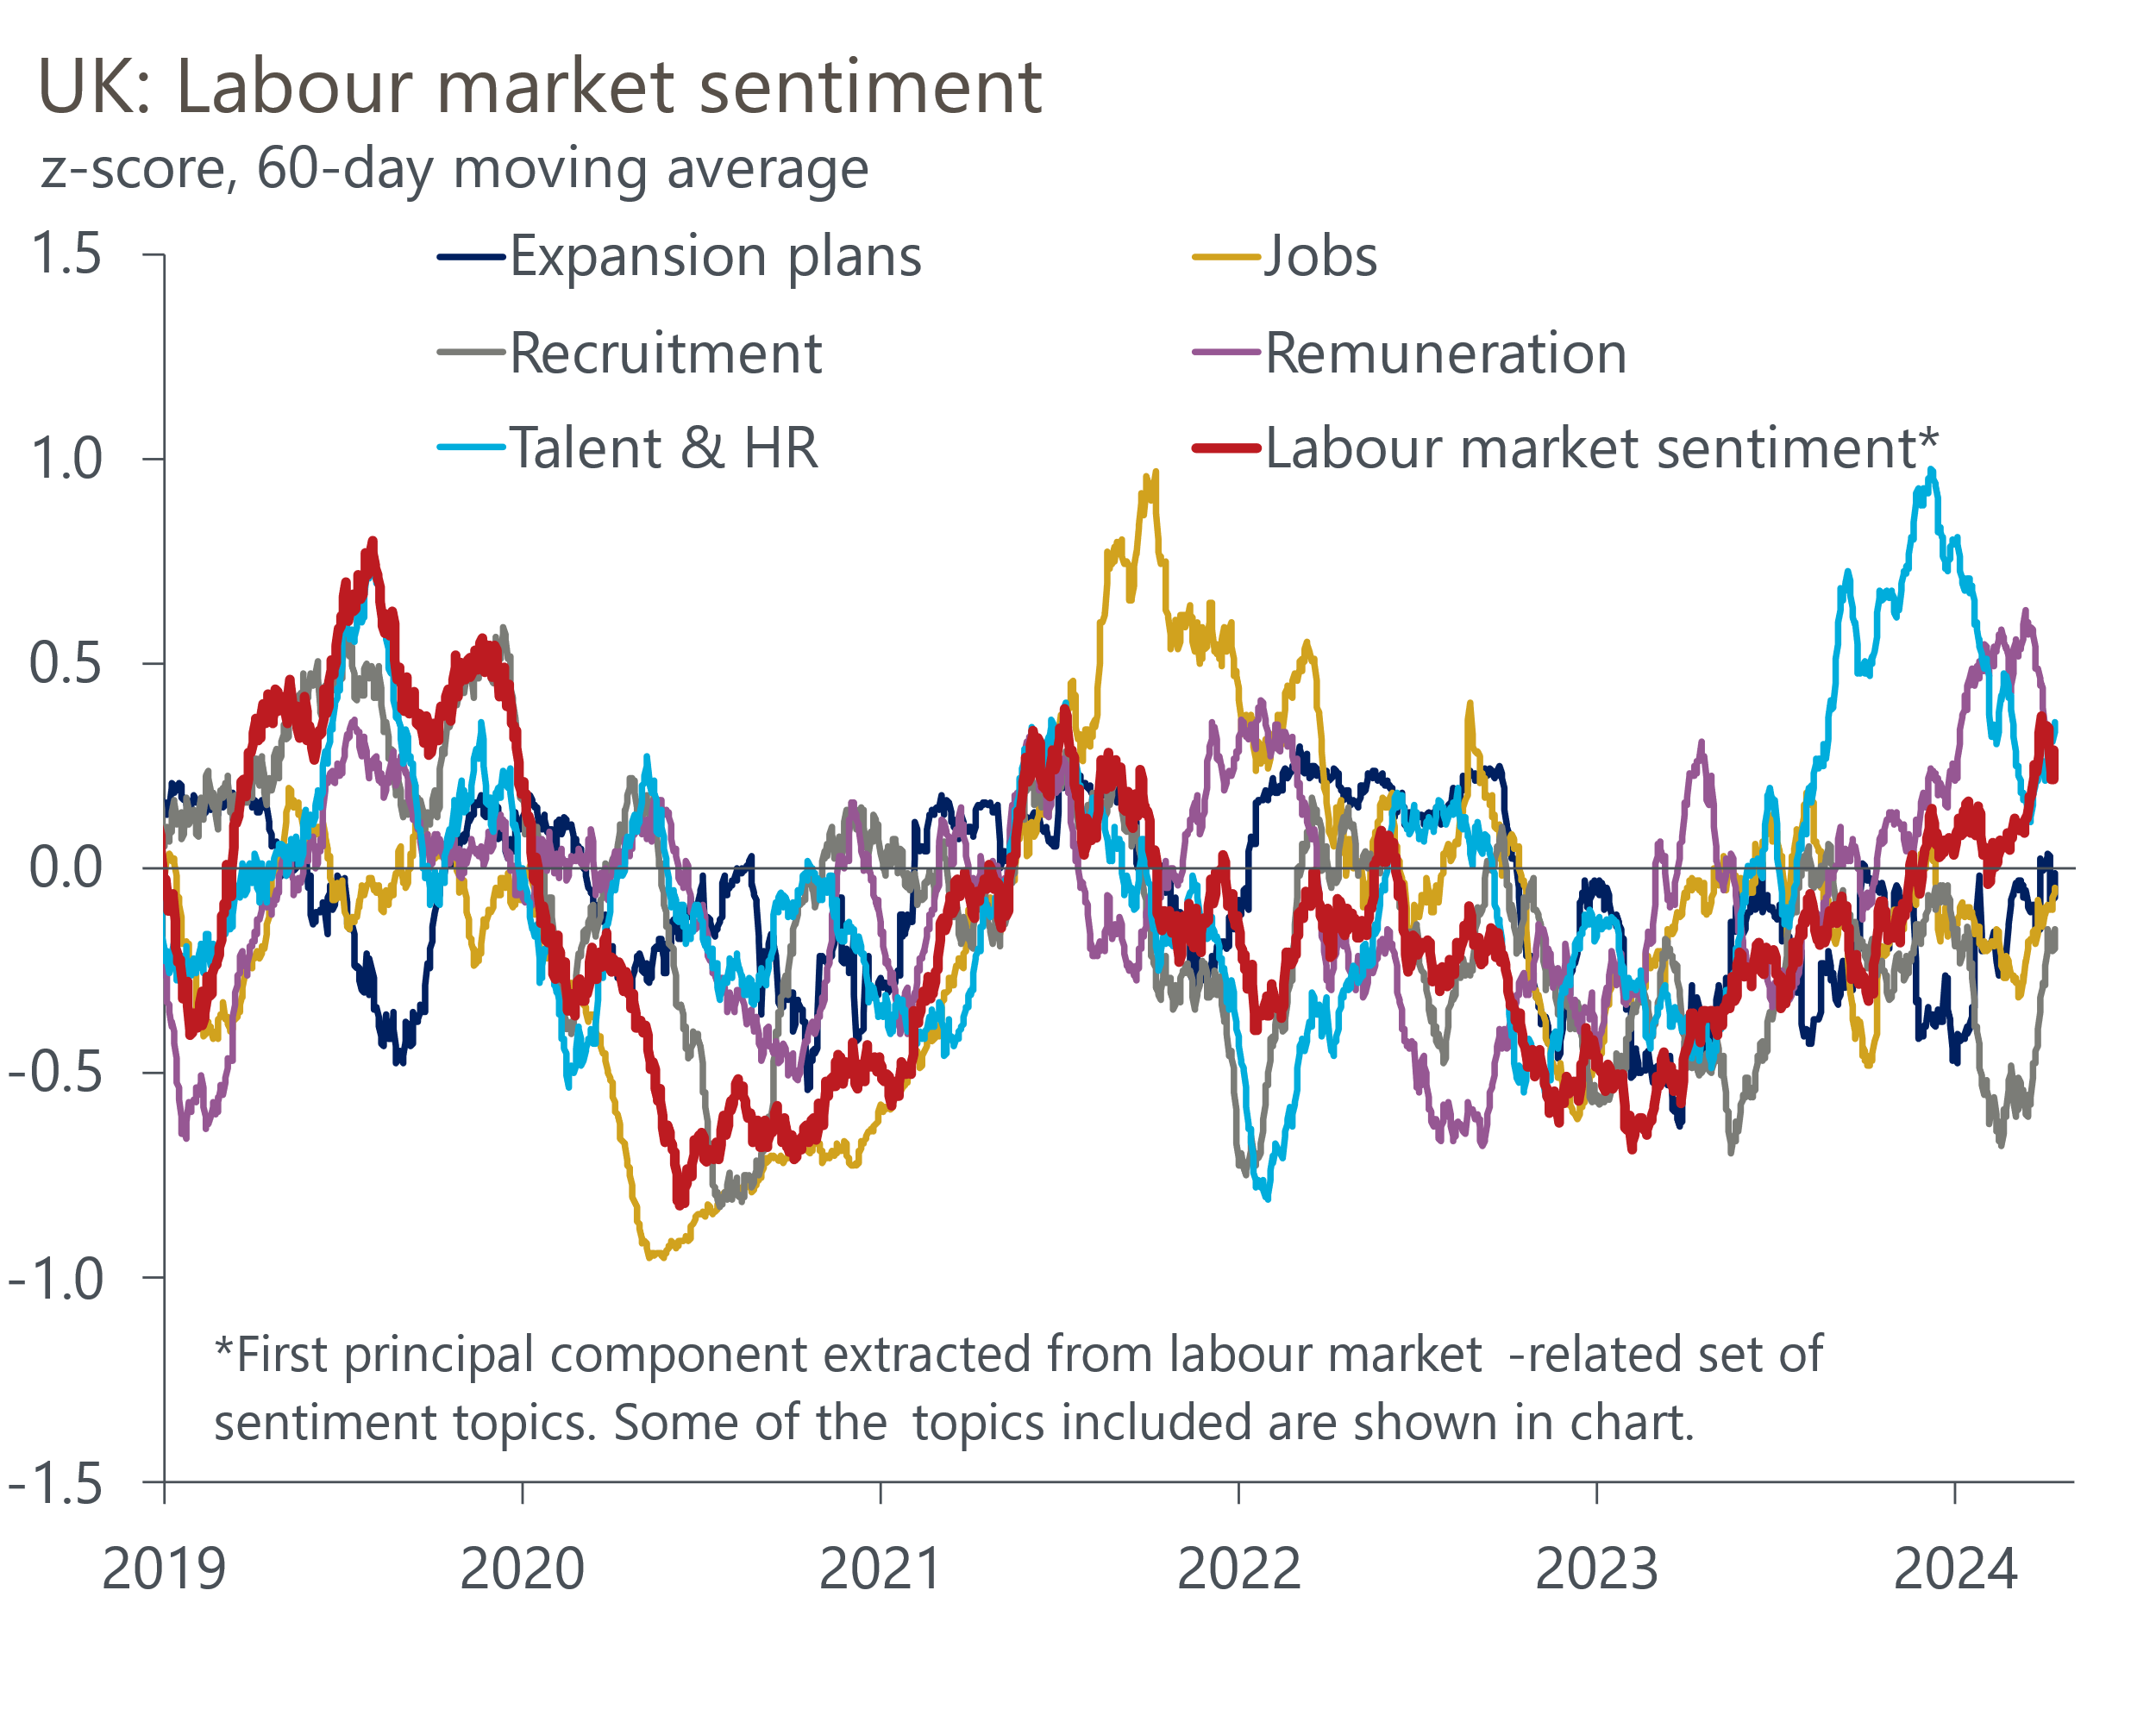 UK: Labour market sentiment
z-score, 60-day moving average
1.5
Expansion plans
Jobs
Recruitment
Remuneration
1.0
Talent & HR
Labour market sentiment*
0.5
0.0
-0.5
-1.0
*First principal component extracted from labour market -related set of
sentiment topics. Some of the topics included are shown in chart.
-1.5
2019 2020 2021 2022 2023 2024